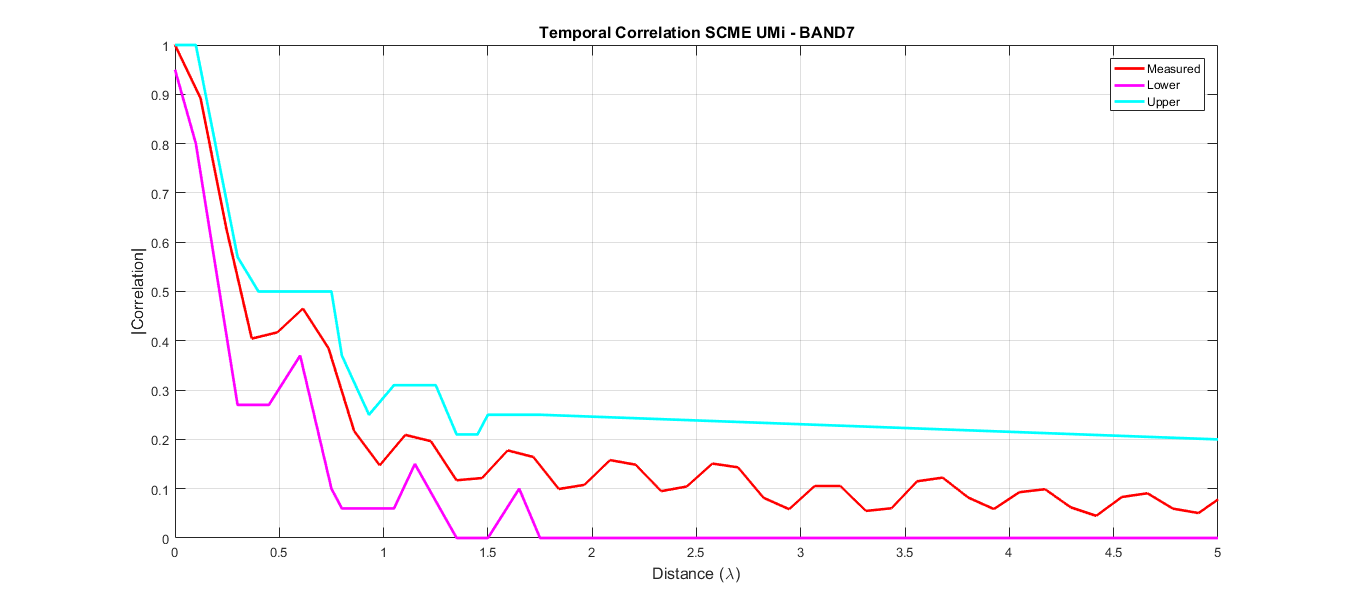 Temporal Correlation SCME UMi - BAND7
Measured
Lower
Upper
|Correlation|
1
0.9
0.8
0.7
0.6
0.5
0.4
0.3
0.2
0.1
0
0 0.5 1 1.5 2 2.5 3 3.5 4 4.5 5
Distance (λ)